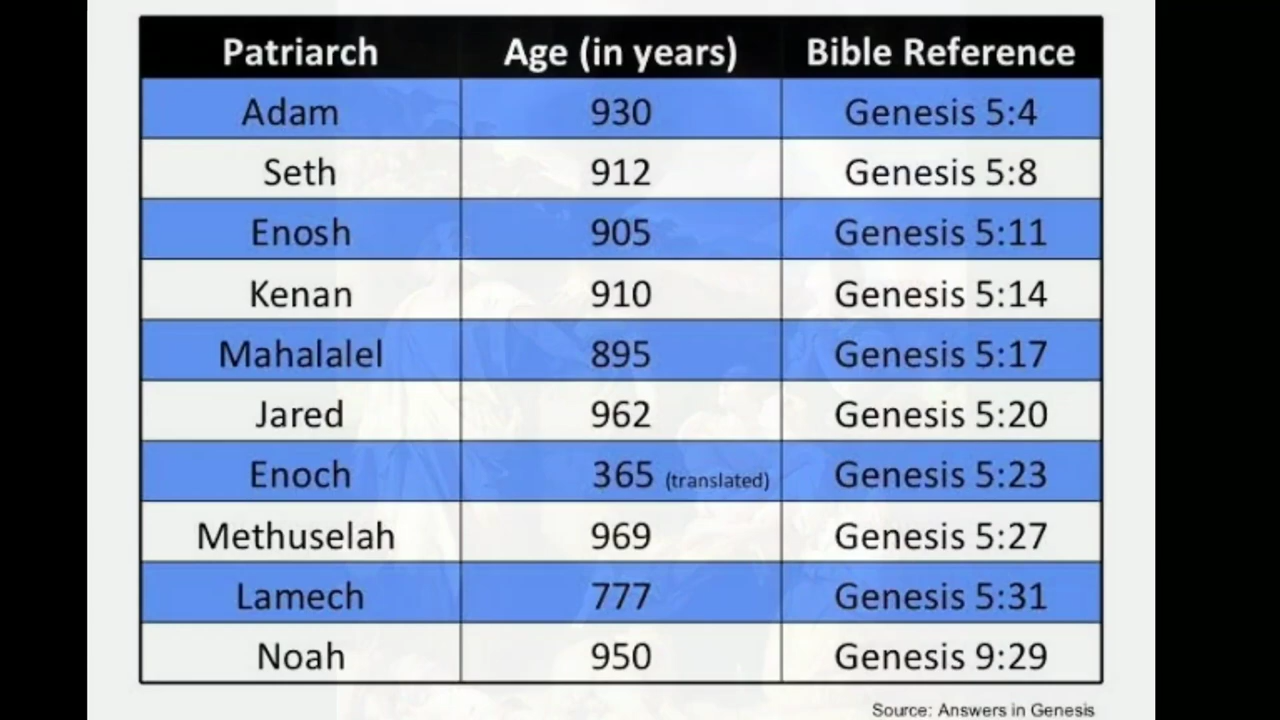 Patriarch Age (in years) Bible Reference
Adam 930 Genesis 5:4
Seth 912 Genesis 5:8
Enosh 905 Genesis 5:11
Kenan 910 Genesis 5:14
Mahalalel 895 Genesis 5:17
Jared 962 Genesis 5:20
Enoch 365 (translated) Genesis 5:23
Methuselah 969 Genesis 5:27
Lamech 777 Genesis 5:31
Noah 950 Genesis 9:29
Source: Answers in Genesis